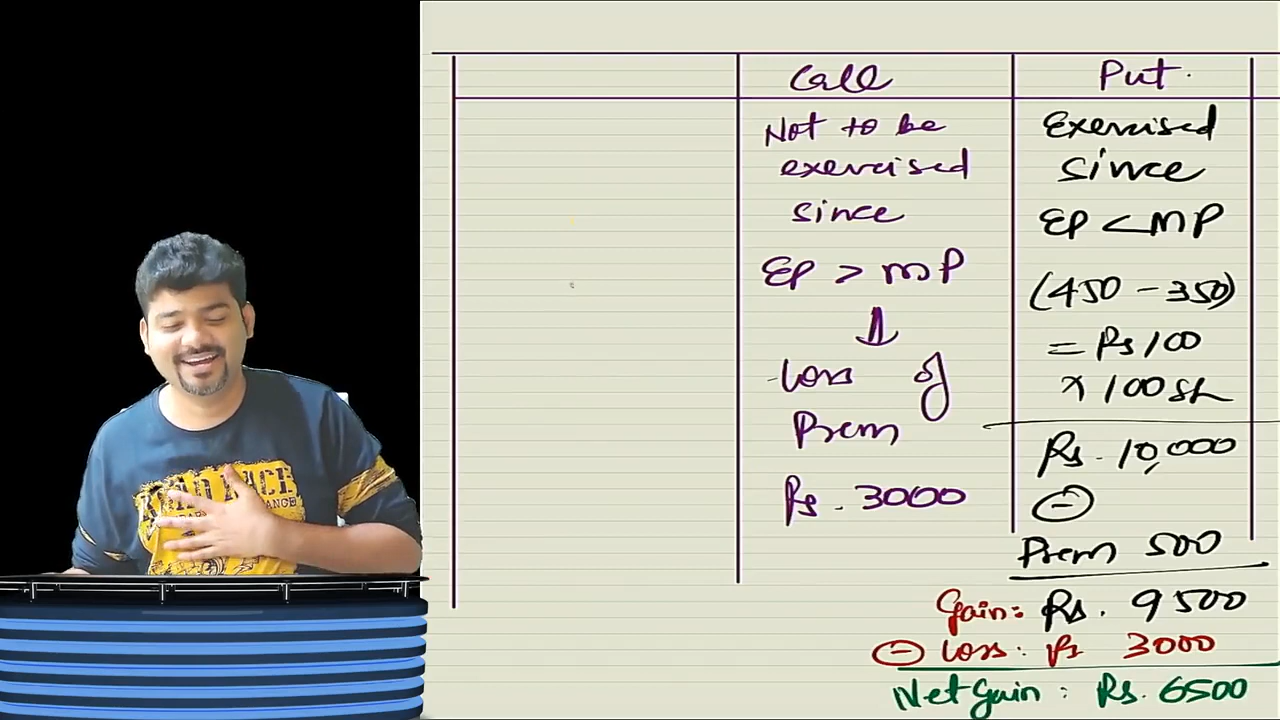 Call
Not to be
exercised
since
EP > MP
↓
Loss of
Prem
Rs. 3000
Put.
Exercised
since
EP < MP
(450 - 350)
= Rs 100
x 100 sh
Rs. 10,000
(-)
Prem 500
Gain: Rs. 9500
(-) Loss: Rs 3000
Net Gain: Rs. 6500